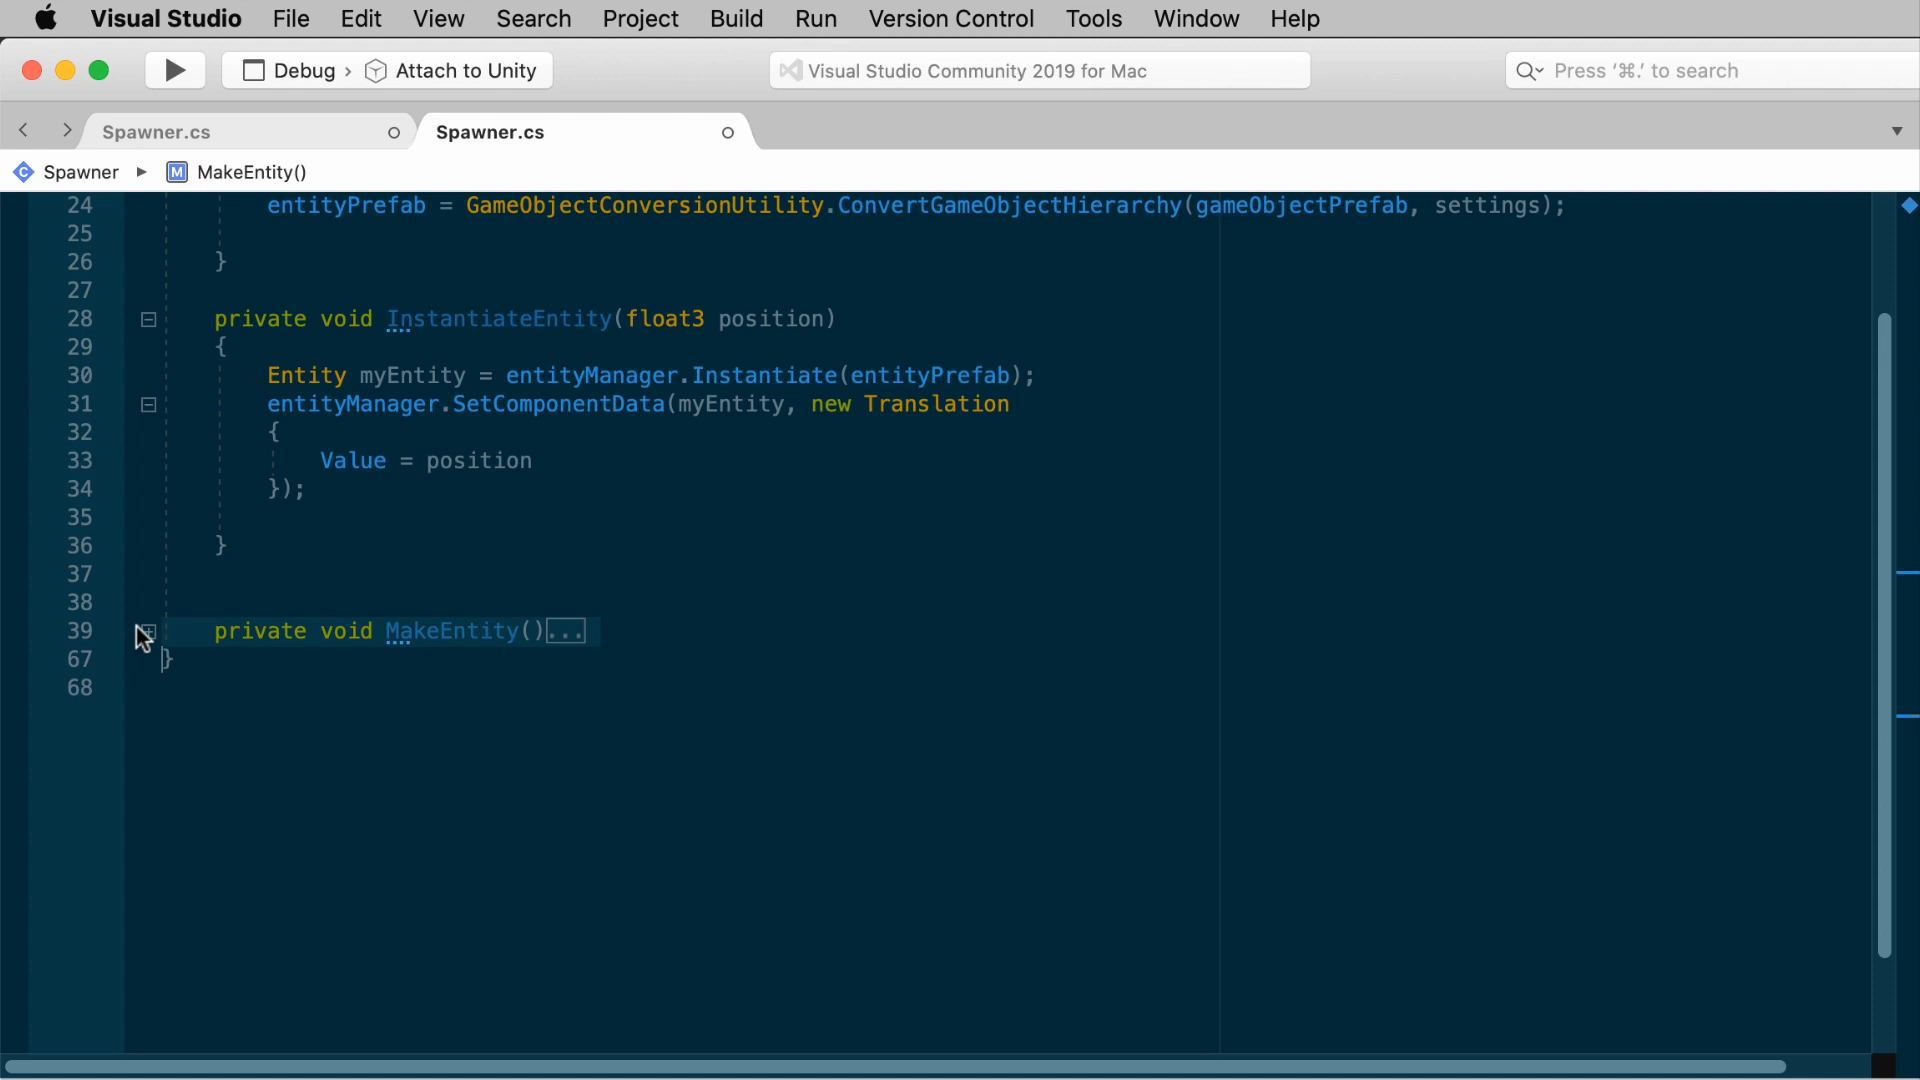 Visual Studio File Edit View Search Project Build Run Version Control Tools Window Help
Debug › Attach to Unity Visual Studio Community 2019 for Mac Press ‘⌘.’ to search
Spawner.cs Spawner.cs
Spawner M MakeEntity()
24 entityPrefab = GameObjectConversionUtility.ConvertGameObjectHierarchy(gameObjectPrefab, settings);
25
26 }
27
28 private void InstantiateEntity(float3 position)
29 {
30 Entity myEntity = entityManager.Instantiate(entityPrefab);
31 entityManager.SetComponentData(myEntity, new Translation
32 {
33 Value = position
34 });
35
36 }
37
38
39 private void MakeEntity()...
67 }
68